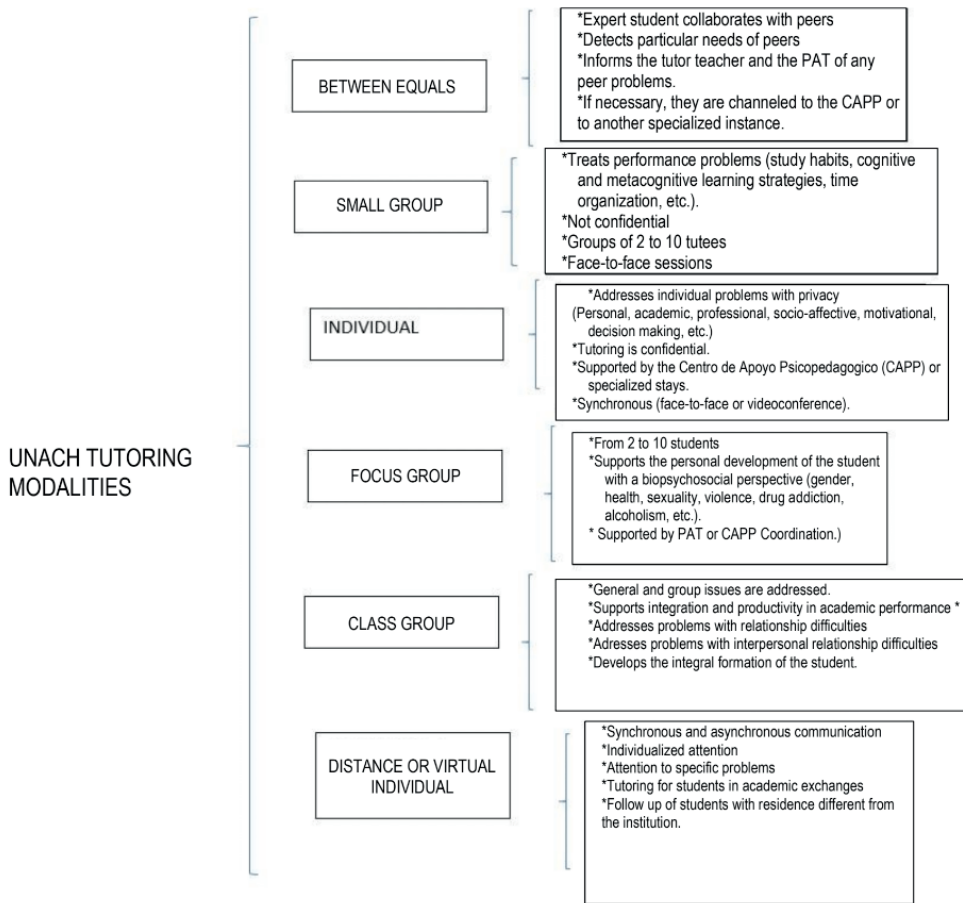 UNACH TUTORING
MODALITIES
BETWEEN EQUALS
*Expert student collaborates with peers
*Detects particular needs of peers
*Informs the tutor teacher and the PAT of any
peer problems.
*If necessary, they are channeled to the CAPP or
to another specialized instance.
SMALL GROUP
*Treats performance problems (study habits, cognitive
and metacognitive learning strategies, time
organization, etc.).
*Not confidential
*Groups of 2 to 10 tutees
*Face-to-face sessions
INDIVIDUAL
*Addresses individual problems with privacy
(Personal, academic, professional, socio-affective, motivational,
decision making, etc.)
*Tutoring is confidential.
*Supported by the Centro de Apoyo Psicopedagogico (CAPP) or
specialized stays.
*Synchronous (face-to-face or videoconference).
FOCUS GROUP
*From 2 to 10 students
*Supports the personal development of the student
with a biopsychosocial perspective (gender,
health, sexuality, violence, drug addiction,
alcoholism, etc.).
* Supported by PAT or CAPP Coordination.)
CLASS GROUP
*General and group issues are addressed.
*Supports integration and productivity in academic performance *
*Addresses problems with relationship difficulties
*Adresses problems with interpersonal relationship difficulties
*Develops the integral formation of the student.
DISTANCE OR VIRTUAL
INDIVIDUAL
*Synchronous and asynchronous communication
*Individualized attention
*Attention to specific problems
*Tutoring for students in academic exchanges
*Follow up of students with residence different from
the institution.